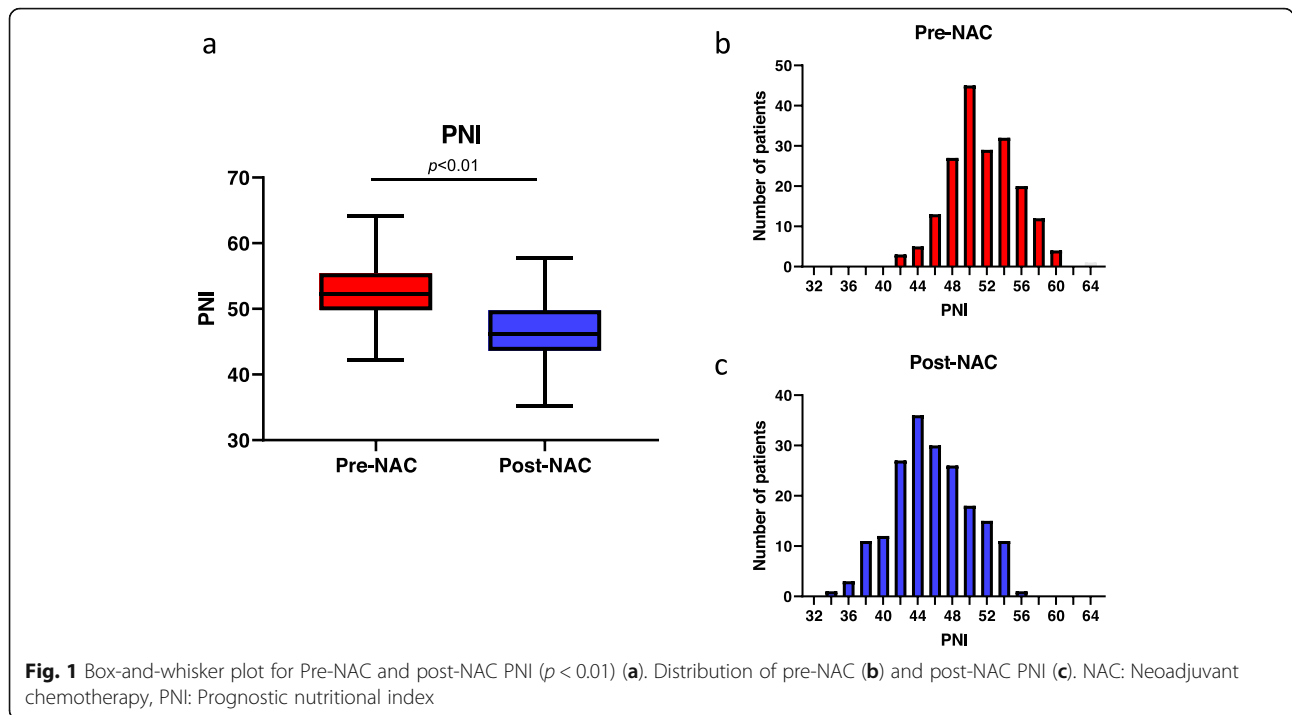 a
PNI
p<0.01
70
60
50
40
30
PNI
Pre-NAC
Post-NAC
b
Pre-NAC
50
40
30
20
10
0
Number of patients
32 36 40 44 48 52 56 60 64
PNI
c
Post-NAC
40
30
20
10
0
Number of patients
32 36 40 44 48 52 56 60 64
PNI
Fig. 1 Box-and-whisker plot for Pre-NAC and post-NAC PNI (p < 0.01) (a). Distribution of pre-NAC (b) and post-NAC PNI (c). NAC: Neoadjuvant
chemotherapy, PNI: Prognostic nutritional index